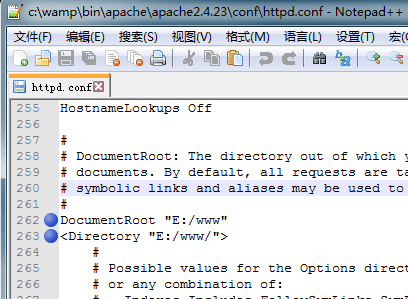 c:\wamp\bin\apache\apache2.4.23\conf\httpd.conf - Notepad++
文件(F) 编辑(E) 搜索(S) 视图(V) 格式(M) 语言(L) 设置(T) 宏(
httpd.conf
255 HostnameLookups Off
256
257 #
258 # DocumentRoot: The directory out of which y
259 # documents. By default, all requests are ta
260 # symbolic links and aliases may be used to
261 #
262 DocumentRoot "E:/www"
263 <Directory "E:/www/">
264 #
265 # Possible values for the Options direct
266 # or any combination of:
267 # Indexes Includes FollowSymLinks Sym